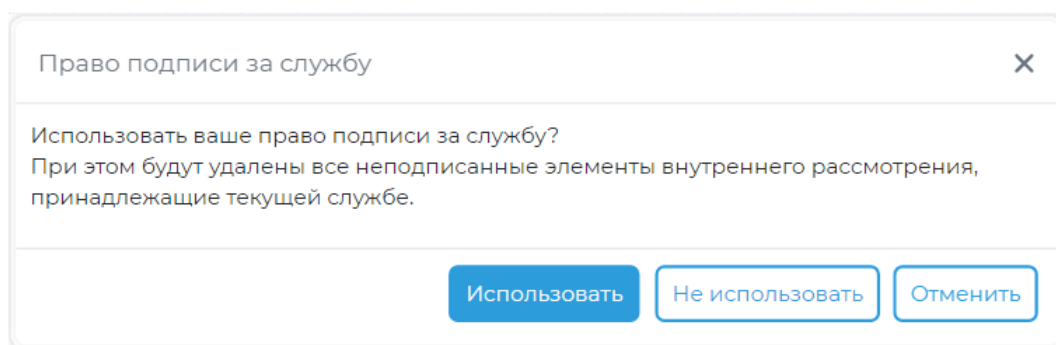 Право подписи за службу
Использовать ваше право подписи за службу?
При этом будут удалены все неподписанные элементы внутреннего рассмотрения,
принадлежащие текущей службе.
Использовать Не использовать Отменить